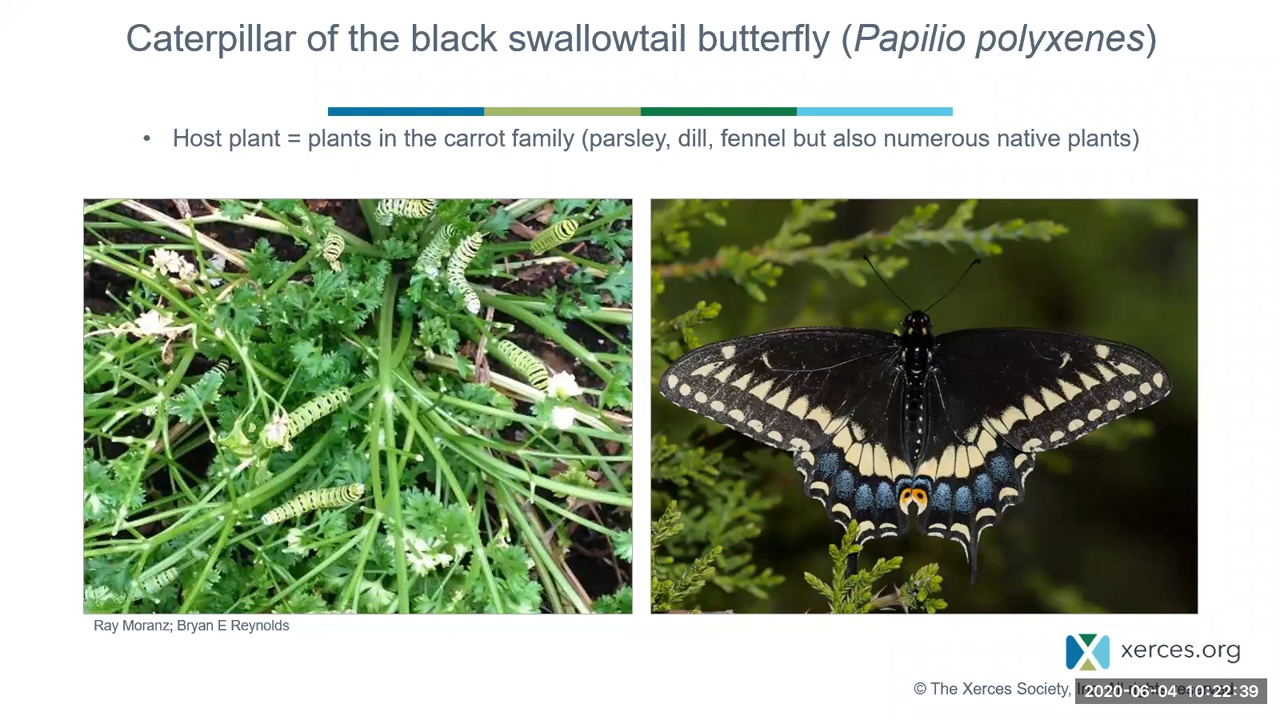 Caterpillar of the black swallowtail butterfly (Papilio polyxenes)
• Host plant = plants in the carrot family (parsley, dill, fennel but also numerous native plants)
Ray Moranz; Bryan E Reynolds
xerces.org
© The Xerces Society,
2020-06-04 10:22:39